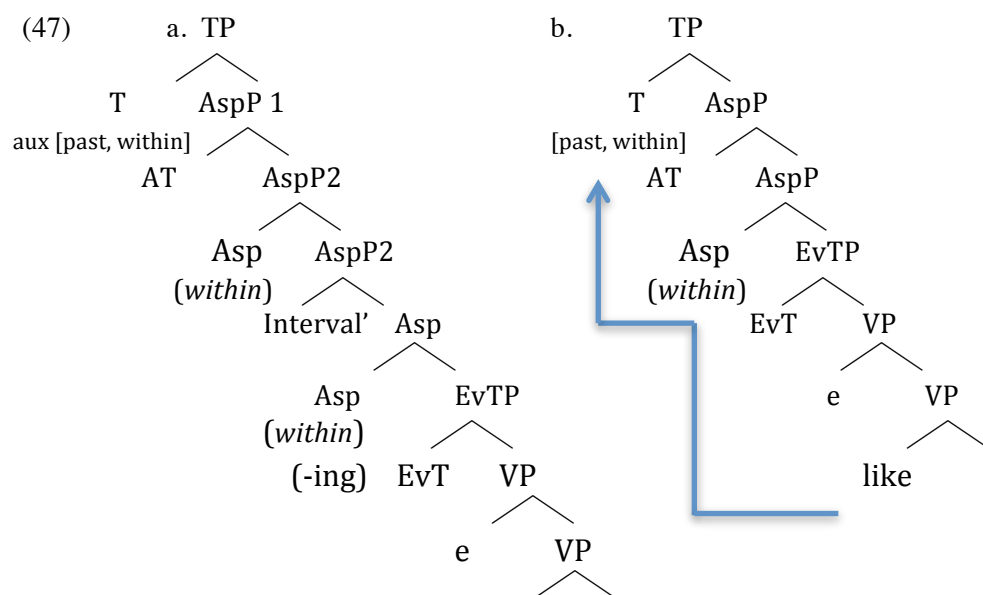 (47) a. TP b. TP
T AspP 1 T AspP
aux [past, within] [past, within]
AT AspP2 AT AspP
Asp AspP2 Asp EvTP
(within) (within)
Interval' Asp EvT VP
Asp EvTP e VP
(within)
(-ing) EvT VP like
e VP